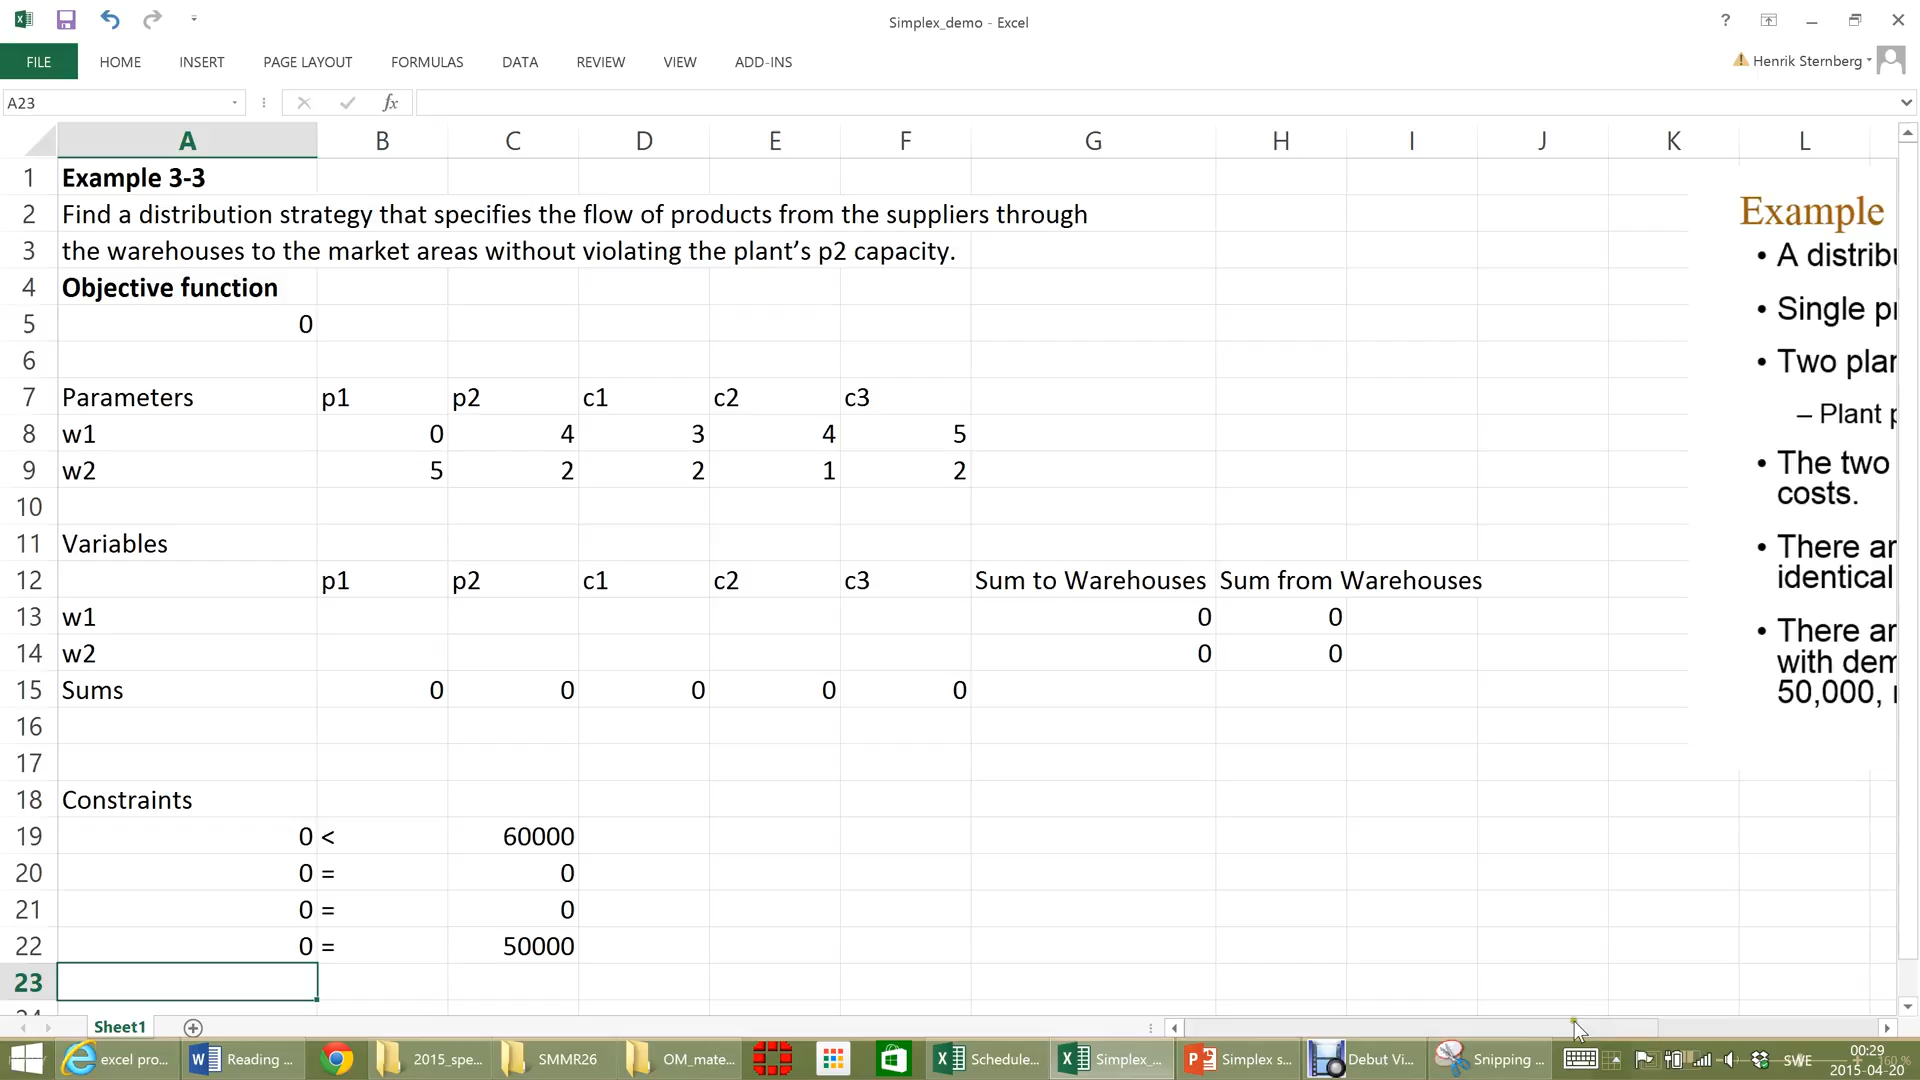 Simplex_demo - Excel
?
FILE HOME INSERT PAGE LAYOUT FORMULAS DATA REVIEW VIEW ADD-INS
Henrik Sternberg
A23 fx
A B C D E F G H I J K L
1 Example 3-3
2 Find a distribution strategy that specifies the flow of products from the suppliers through
3 the warehouses to the market areas without violating the plant’s p2 capacity.
4 Objective function
5 0
6
7 Parameters p1 p2 c1 c2 c3
8 w1 0 4 3 4 5
9 w2 5 2 2 1 2
10
11 Variables
12 p1 p2 c1 c2 c3 Sum to Warehouses Sum from Warehouses
13 w1 0 0
14 w2 0 0
15 Sums 0 0 0 0 0
16
17
18 Constraints
19 0 < 60000
20 0 = 0
21 0 = 0
22 0 = 50000
23
24
Example
• A distribu
• Single pr
• Two plan
– Plant p
• The two
costs.
• There ar
identical
• There ar
with dem
50,000,
Sheet1
excel pro... Reading ... 2015_spe... SMMR26 OM_mate... Schedule... Simplex_... Simplex s... Debut Vi... Snipping ... SWE 00:29
2015-04-20